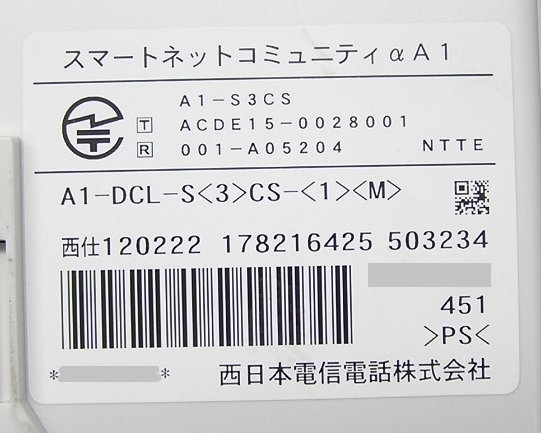 スマートネットコミュニティαA1
A1-S3CS
T ACDE15-0028001
R 001-A05204 NTTE
A1-DCL-S<3>CS-<1><M>
西仕120222 178216425 503234
451
>PS<
* *
西日本電信電話株式会社